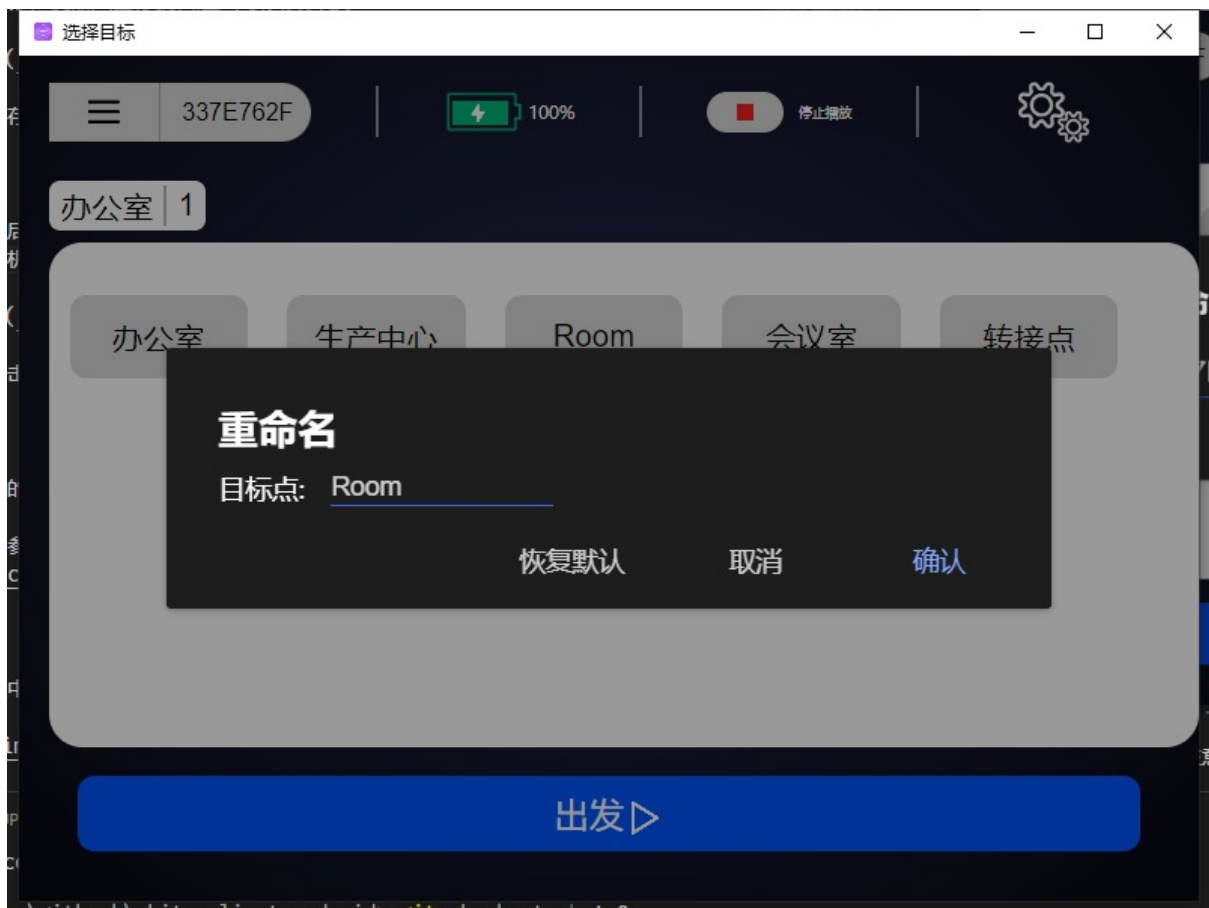 选择目标
337E762F
100%
停止播放
办公室 1
办公室
生产中心
Room
会议室
转接点
重命名
目标点: Room
恢复默认 取消 确认
出发